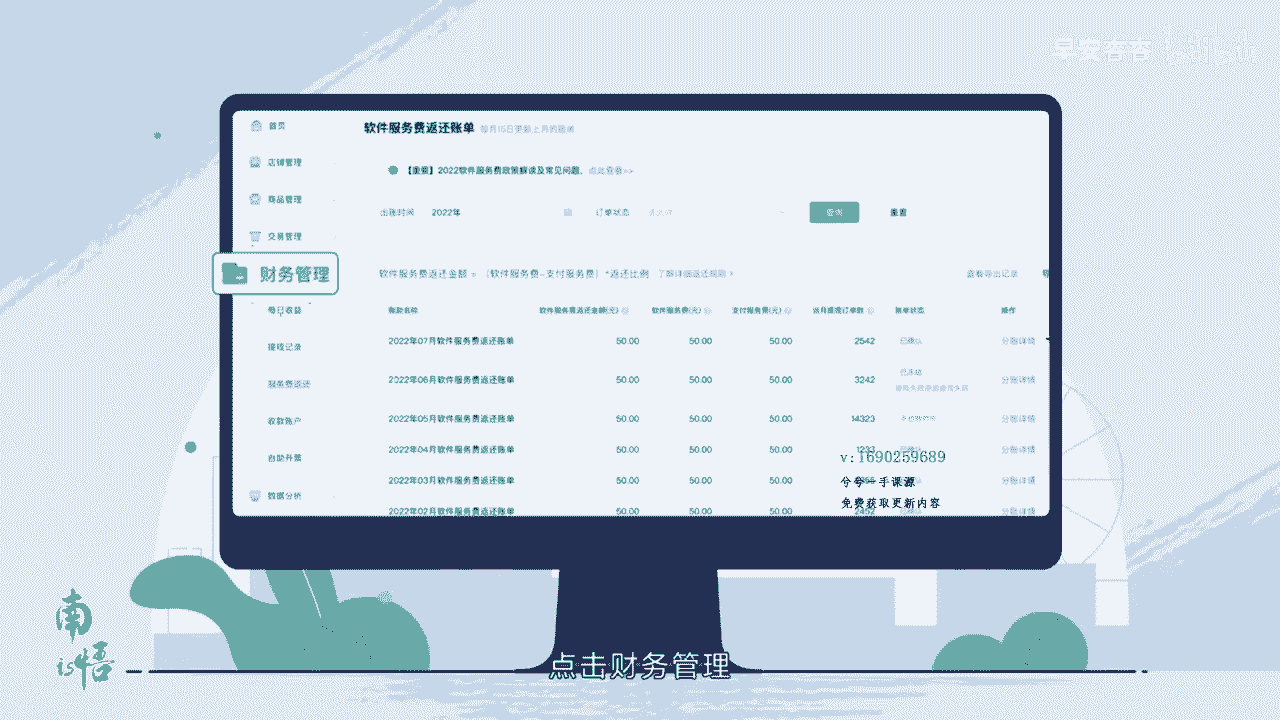 早安香香 bilibili
首页
店铺管理
商品管理
交易管理
财务管理
每日收益
提现记录
服务费返还
收款账户
自助开票
数据分析
软件服务费返还账单 每月15日更新上月的账单
【重要】2022软件服务费政策解读及常见问题, 点此查看>>
出账时间 2022年 订单状态 查询 重置
软件服务费返还金额 = (软件服务费-支付服务费) *返还比例 了解详细返还规则 >
查看导出记录
账款名称 软件服务费返还金额(元) 软件服务费(元) 支付服务费(元) 当月提现订单数 账单状态 操作
2022年07月软件服务费返还账单 50.00 50.00 50.00 2542 已确认 分账详情
2022年06月软件服务费返还账单 50.00 50.00 50.00 3242 已冻结 分账详情
2022年05月软件服务费返还账单 50.00 50.00 50.00 14323 分账详情
2022年04月软件服务费返还账单 50.00 50.00 50.00 分账详情
2022年03月软件服务费返还账单 50.00 50.00 50.00 分账详情
2022年02月软件服务费返还账单 50.00 50.00 50.00 分账详情
v:1690259689
兮兮一手课源
免费获取更新内容
南
is悟
点击财务管理